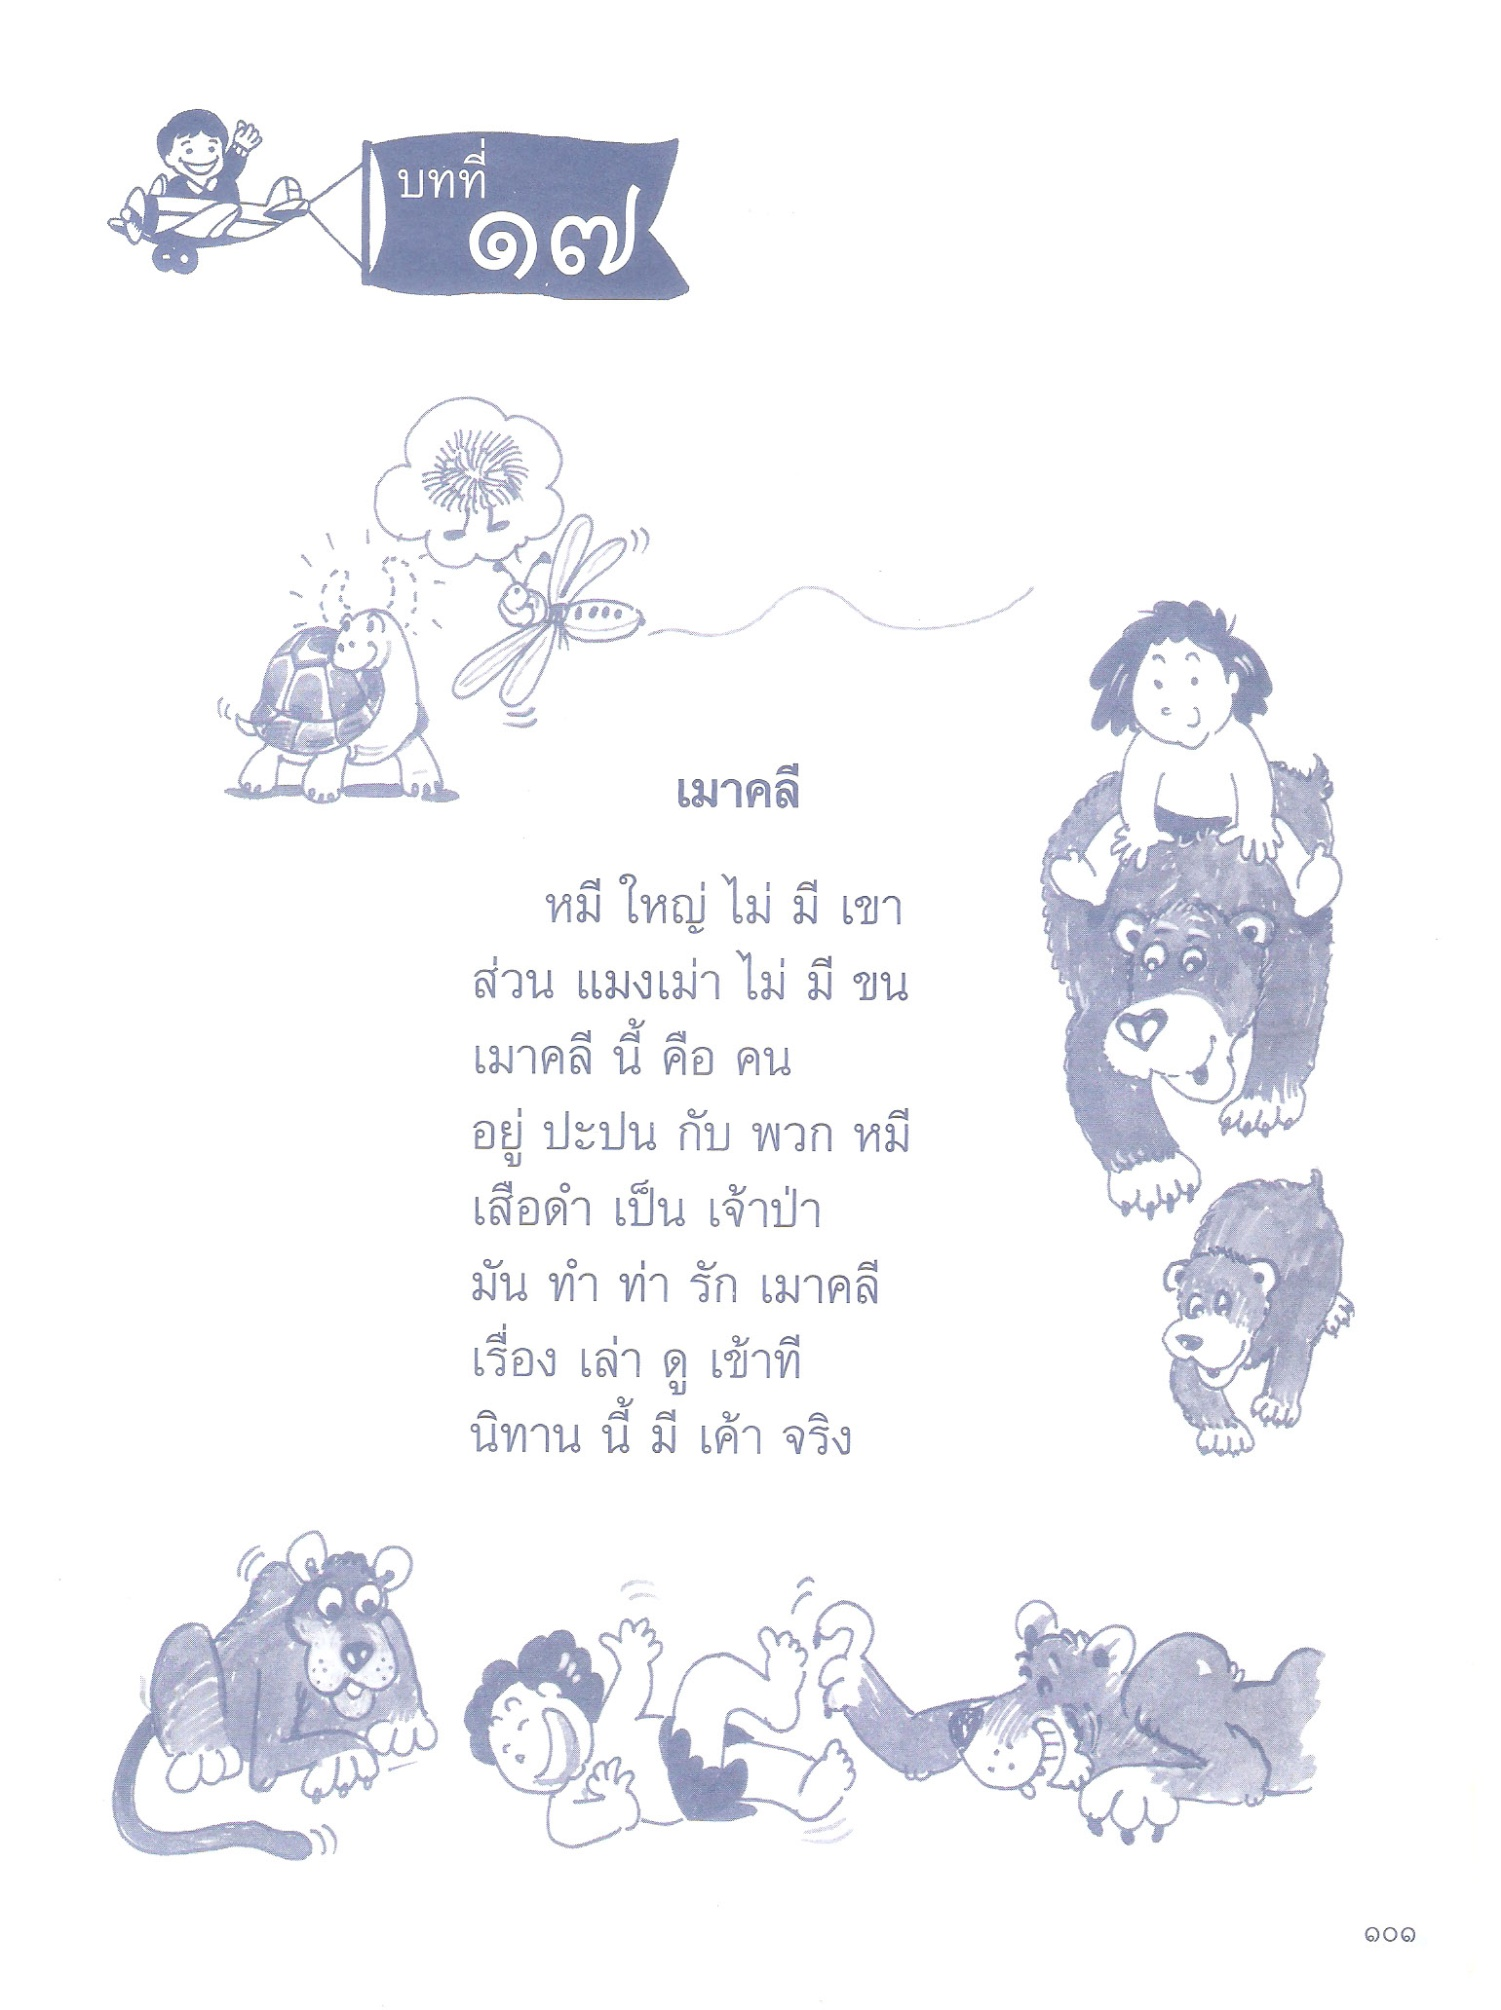 บทที่
๑๗
เมาคลี
หมี ใหญ่ ไม่ มี เขา
ส่วน แมงเม่า ไม่ มี ขน
เมาคลี นี้ คือ คน
อยู่ ปะปน กับ พวก หมี
เสือดำ เป็น เจ้าป่า
มัน ทำ ท่า รัก เมาคลี
เรื่อง เล่า ดู เข้าที
นิทาน นี้ มี เค้า จริง
๑๐๑